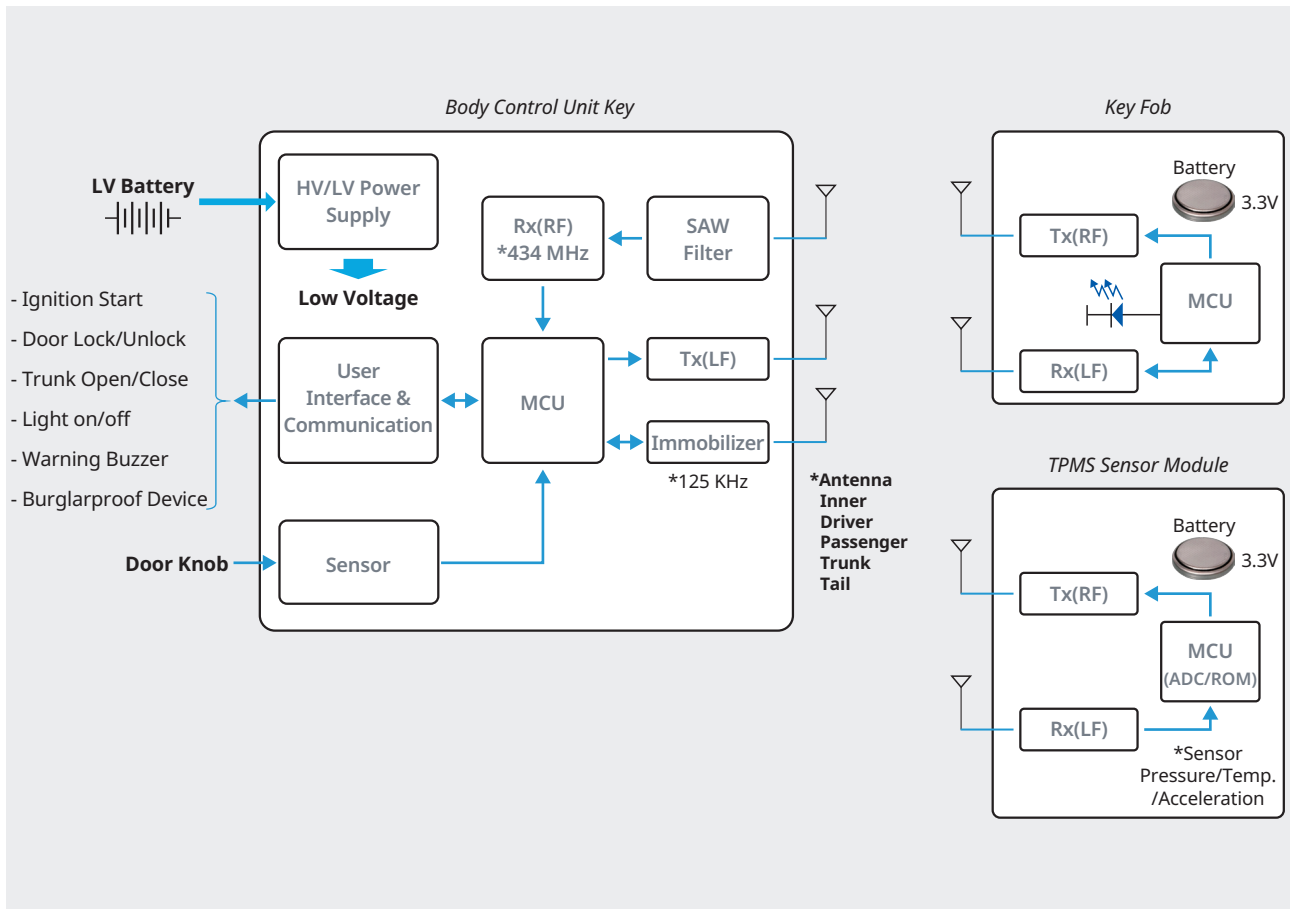 Body Control Unit Key
LV Battery
HV/LV Power
Supply
Low Voltage
Rx(RF)
*434 MHz
SAW
Filter
- Ignition Start
- Door Lock/Unlock
- Trunk Open/Close
- Light on/off
- Warning Buzzer
- Burglarproof Device
User
Interface &
Communication
MCU
Tx(LF)
Immobilizer
*125 KHz
Door Knob
Sensor
*Antenna
Inner
Driver
Passenger
Trunk
Tail
Key Fob
Battery
3.3V
Tx(RF)
MCU
Rx(LF)
TPMS Sensor Module
Battery
3.3V
Tx(RF)
MCU
(ADC/ROM)
Rx(LF)
*Sensor
Pressure/Temp.
/Acceleration